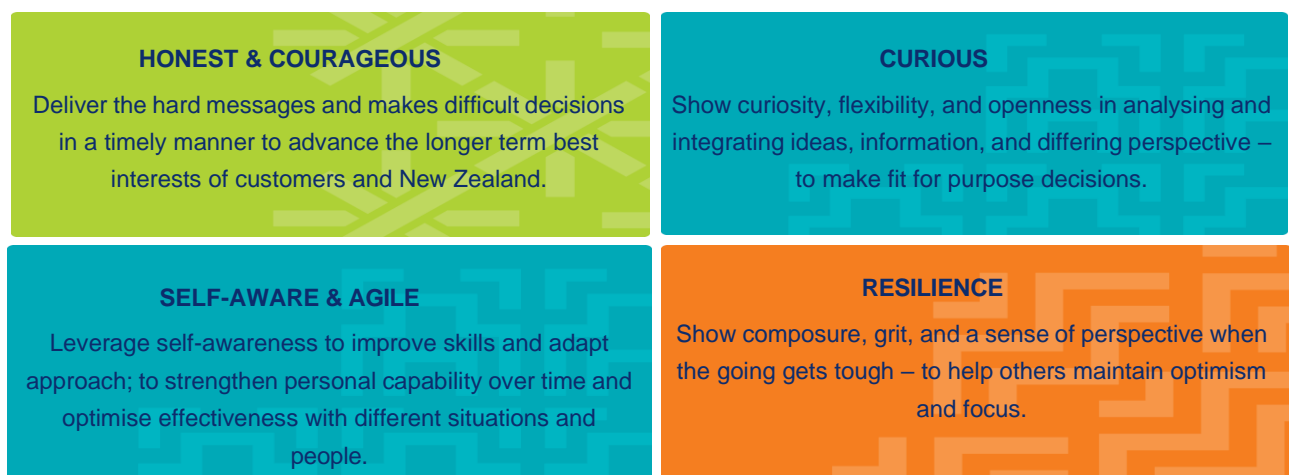 HONEST & COURAGEOUS
Deliver the hard messages and makes difficult decisions
in a timely manner to advance the longer term best
interests of customers and New Zealand.
CURIOUS
Show curiosity, flexibility, and openness in analysing and
integrating ideas, information, and differing perspective –
to make fit for purpose decisions.
SELF-AWARE & AGILE
Leverage self-awareness to improve skills and adapt
approach; to strengthen personal capability over time and
optimise effectiveness with different situations and
people.
RESILIENCE
Show composure, grit, and a sense of perspective when
the going gets tough – to help others maintain optimism
and focus.